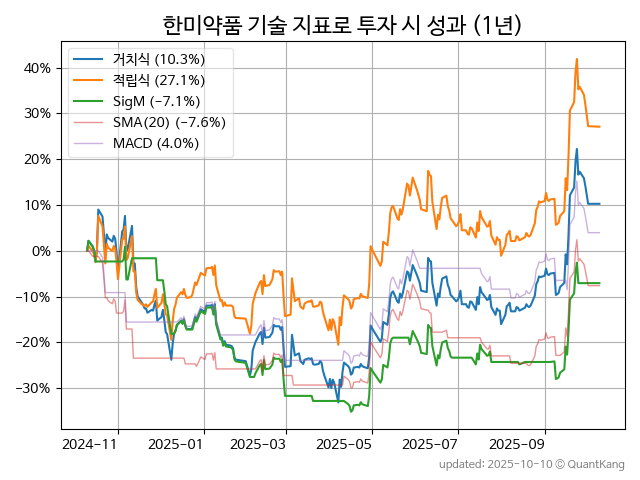 한미약품 기술 지표로 투자 시 성과 (1년)
거치식 (10.3%)
적립식 (27.1%)
SigM (-7.1%)
SMA(20) (-7.6%)
MACD (4.0%)
40%
30%
20%
10%
0%
-10%
-20%
-30%
2024-11 2025-01 2025-03 2025-05 2025-07 2025-09
updated: 2025-10-10 © QuantKang